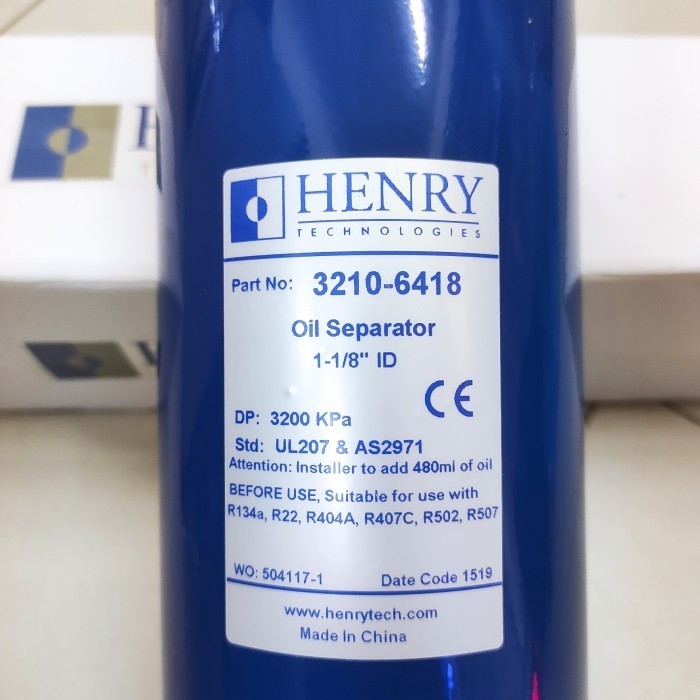 HENRY
TECHNOLOGIES
Part No: 3210-6418
Oil Separator
1-1/8" ID
CE
DP: 3200 KPa
Std: UL207 & AS2971
Attention: Installer to add 480ml of oil
BEFORE USE, Suitable for use with
R134a, R22, R404A, R407C, R502, R507
WO: 504117-1 Date Code 1519
www.henrytech.com
Made In China